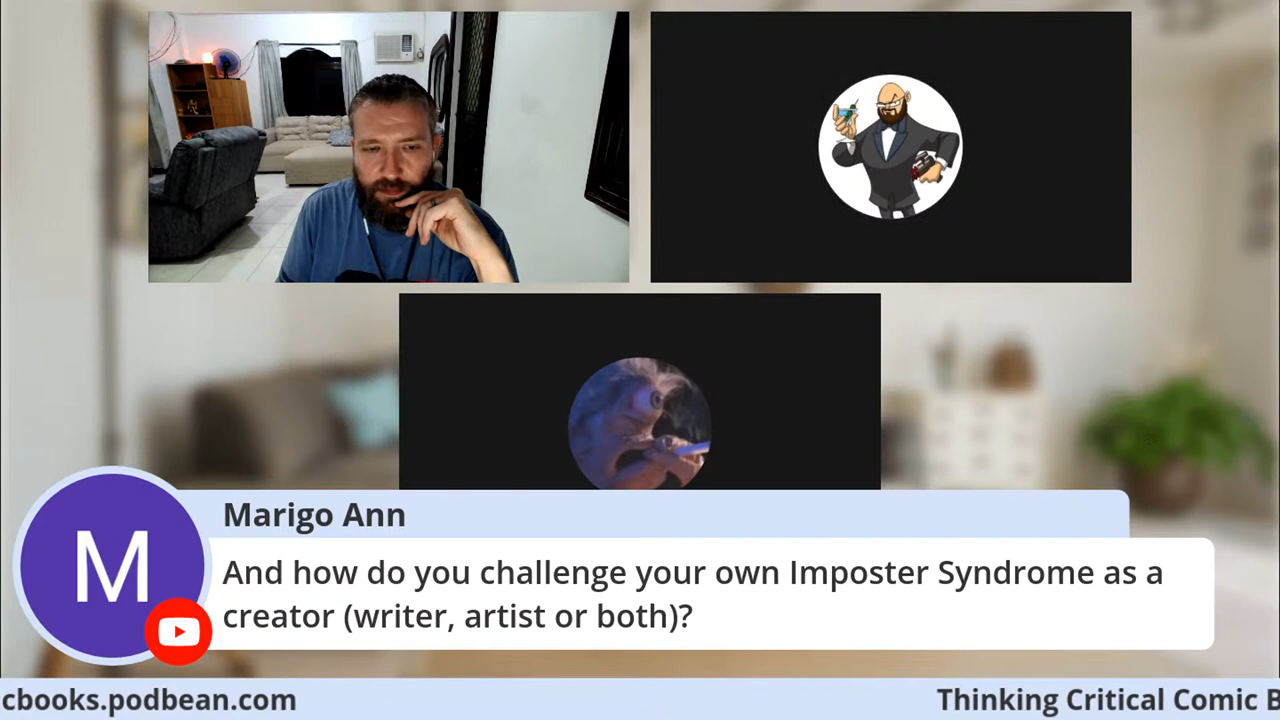 M
Marigo Ann
And how do you challenge your own Imposter Syndrome as a
creator (writer, artist or both)?
cbooks.podbean.com
Thinking Critical Comic B